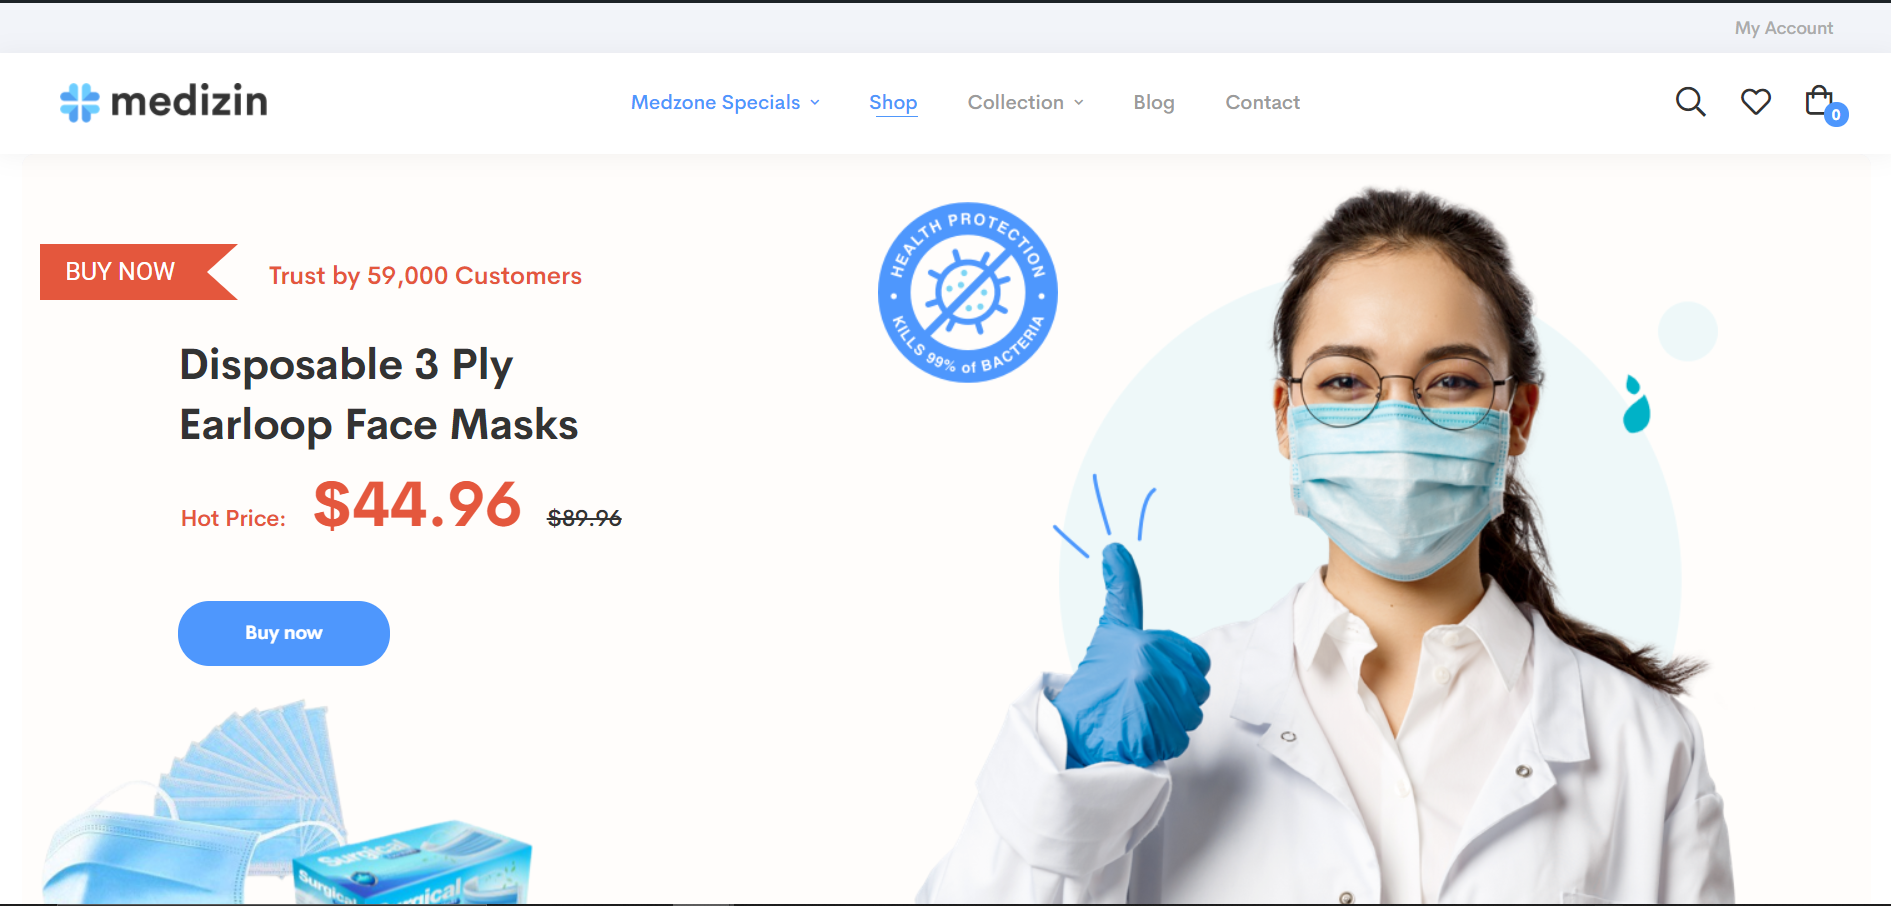 My Account
medizin
Medzone Specials
Shop
Collection
Blog
Contact
0
BUY NOW
Trust by 59,000 Customers
HEALTH PROTECTION
KILLS 99% of BACTERIA
Disposable 3 Ply
Earloop Face Masks
Hot Price: $44.96 $89.96
Buy now
Surgical
Surgical